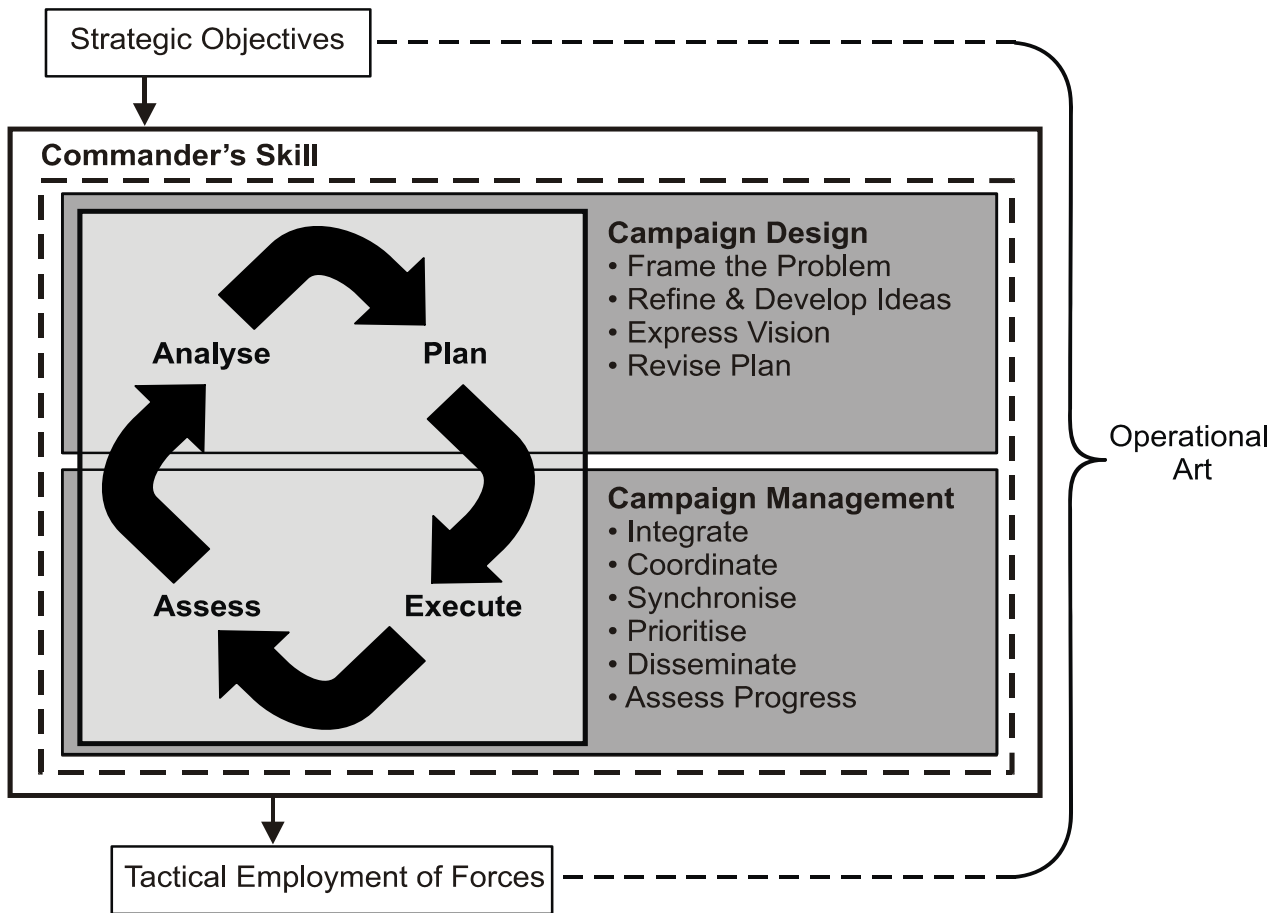 Strategic Objectives
Commander’s Skill
Analyse
Plan
Assess
Execute
Campaign Design
• Frame the Problem
• Refine & Develop Ideas
• Express Vision
• Revise Plan
Campaign Management
• Integrate
• Coordinate
• Synchronise
• Prioritise
• Disseminate
• Assess Progress
Operational
Art
Tactical Employment of Forces